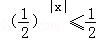 (1/2)^|x| ⩽ 1/2